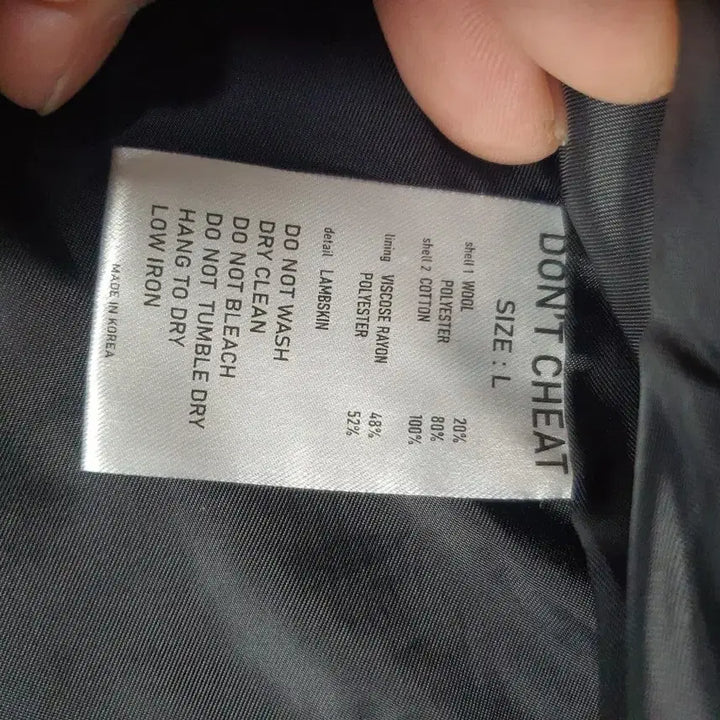 DON'T CHEAT
SIZE : L
shell 1 WOOL 20%
POLYESTER 80%
shell 2 COTTON 100%
lining VISCOSE RAYON 48%
POLYESTER 52%
detail LAMBSKIN
DO NOT WASH
DRY CLEAN
DO NOT BLEACH
DO NOT TUMBLE DRY
HANG TO DRY
LOW IRON
MADE IN KOREA